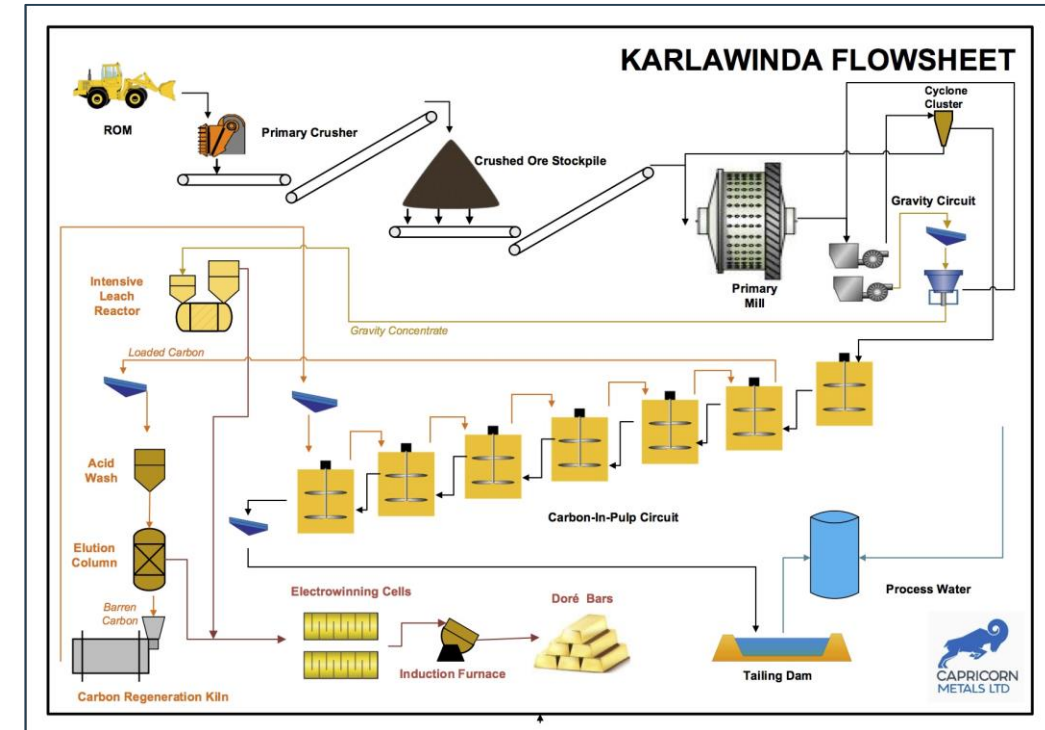 KARLAWINDA FLOWSHEET
ROM
Primary Crusher
Crushed Ore Stockpile
Cyclone
Cluster
Gravity Circuit
Primary
Mill
Intensive
Leach
Reactor
Gravity Concentrate
Loaded Carbon
Acid
Wash
Carbon-In-Pulp Circuit
Elution
Column
Process Water
Electrowinning Cells
Doré Bars
Barren
Carbon
Induction Furnace
Tailing Dam
Carbon Regeneration Kiln
CAPRICORN
METALS LTD